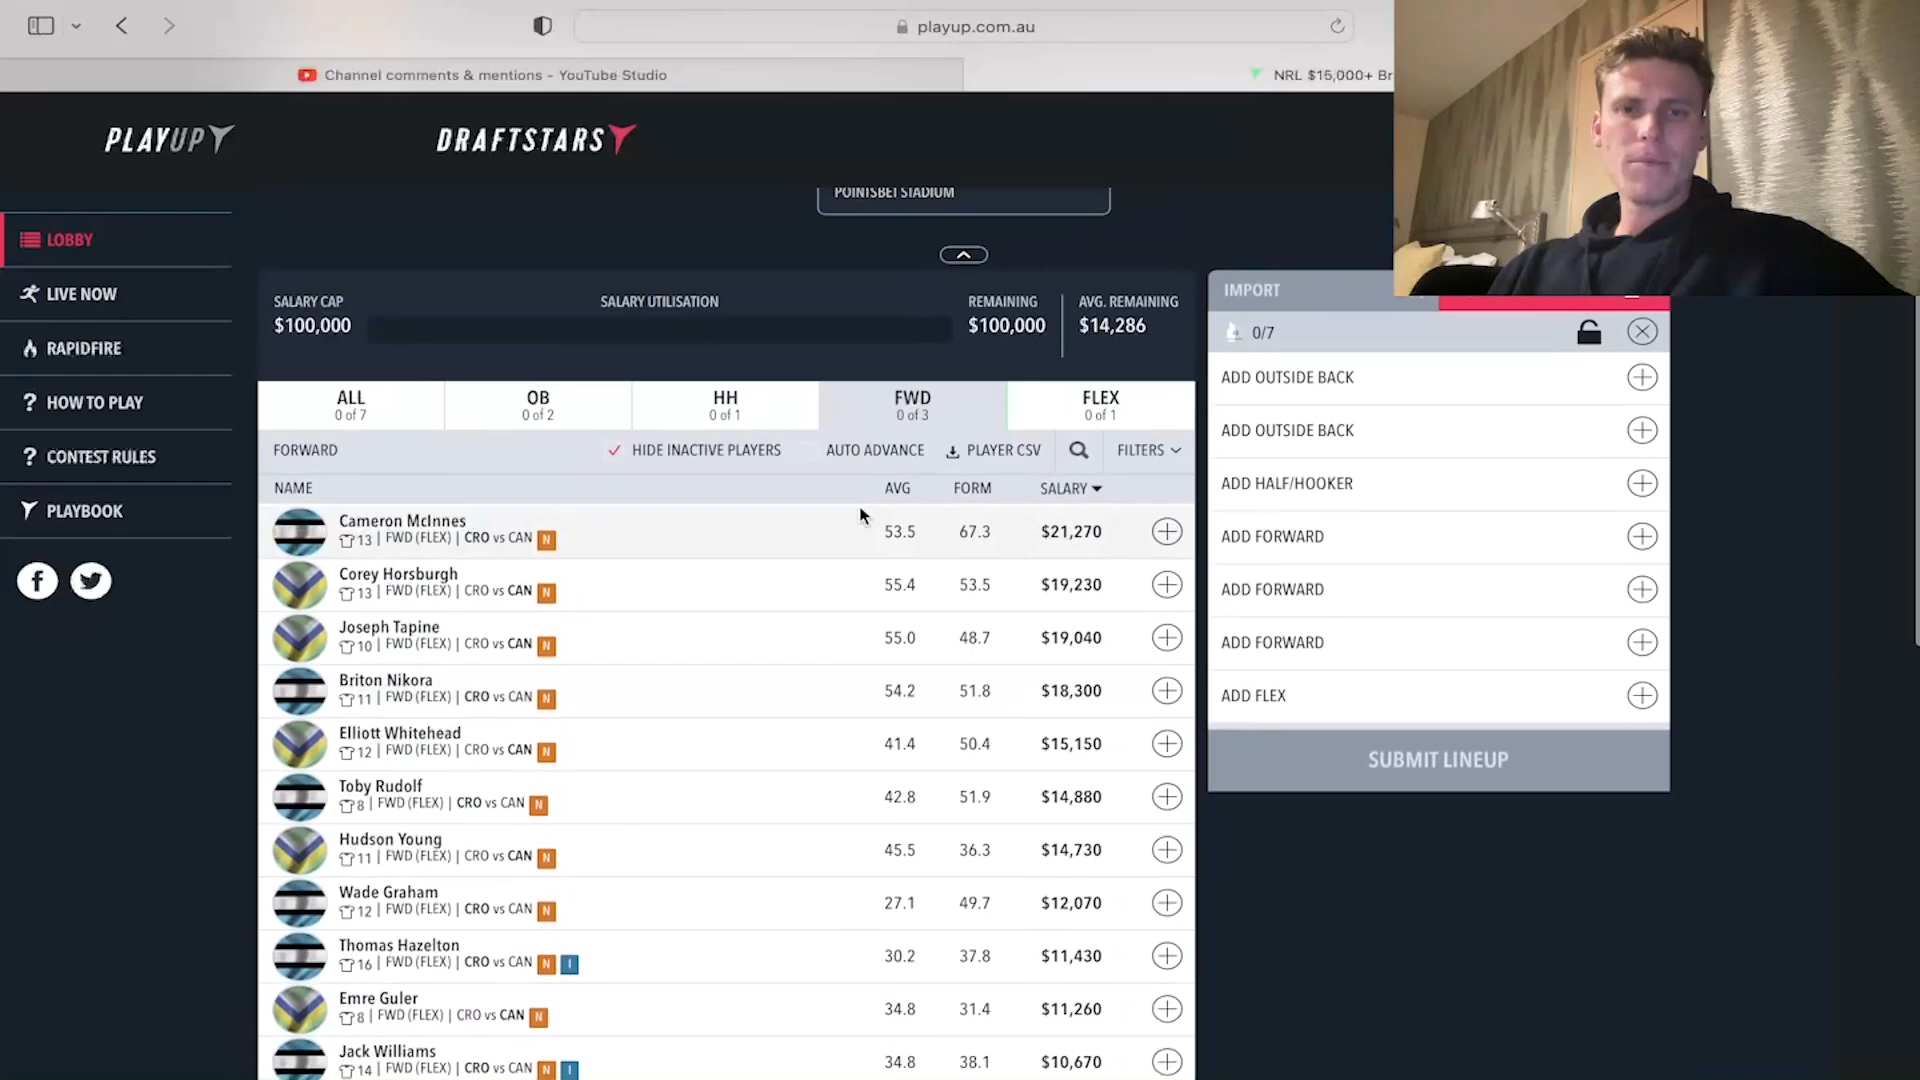 playup.com.au
Channel comments & mentions - YouTube Studio
NRL $15,000+ Br
PLAYUP
DRAFTSTARS
POINTSBET STADIUM
LOBBY
LIVE NOW
RAPIDFIRE
? HOW TO PLAY
? CONTEST RULES
PLAYBOOK
SALARY CAP
$100,000
SALARY UTILISATION
REMAINING
$100,000
AVG. REMAINING
$14,286
ALL
0 of 7
OB
0 of 2
HH
0 of 1
FWD
0 of 3
FLEX
0 of 1
FORWARD
HIDE INACTIVE PLAYERS
AUTO ADVANCE
PLAYER CSV
FILTERS
NAME AVG FORM SALARY
Cameron McInnes
13 | FWD (FLEX) | CRO vs CAN N
53.5 67.3 $21,270
Corey Horsburgh
13 | FWD (FLEX) | CRO vs CAN N
55.4 53.5 $19,230
Joseph Tapine
10 | FWD (FLEX) | CRO vs CAN N
55.0 48.7 $19,040
Briton Nikora
11 | FWD (FLEX) | CRO vs CAN N
54.2 51.8 $18,300
Elliott Whitehead
12 | FWD (FLEX) | CRO vs CAN N
41.4 50.4 $15,150
Toby Rudolf
8 | FWD (FLEX) | CRO vs CAN N
42.8 51.9 $14,880
Hudson Young
11 | FWD (FLEX) | CRO vs CAN N
45.5 36.3 $14,730
Wade Graham
12 | FWD (FLEX) | CRO vs CAN N
27.1 49.7 $12,070
Thomas Hazelton
16 | FWD (FLEX) | CRO vs CAN N I
30.2 37.8 $11,430
Emre Guler
8 | FWD (FLEX) | CRO vs CAN N
34.8 31.4 $11,260
Jack Williams
14 | FWD (FLEX) | CRO vs CAN N I
34.8 38.1 $10,670
IMPORT
0/7
ADD OUTSIDE BACK
ADD OUTSIDE BACK
ADD HALF/HOOKER
ADD FORWARD
ADD FORWARD
ADD FORWARD
ADD FLEX
SUBMIT LINEUP